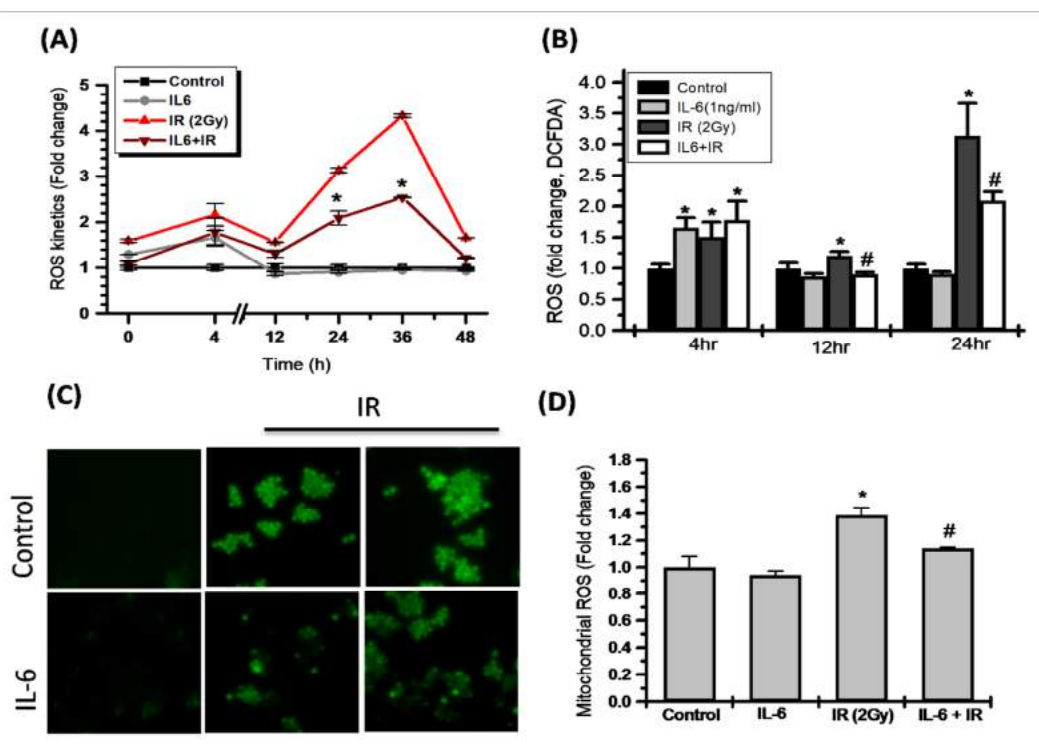 (A)
Control
IL6
IR (2Gy)
IL6+IR
ROS kinetics (Fold change)
5
4
3
2
1
0
0 4 12 24 36 48
Time (h)
* *
(B)
Control
IL-6(1ng/ml)
IR (2Gy)
IL6+IR
ROS (fold change, DCFDA)
4.0
3.5
3.0
2.5
2.0
1.5
1.0
0.5
0.0
* * * * # * #
4hr 12hr 24hr
(C)
IR
Control
IL-6
(D)
Mitochondrial ROS (Fold change)
1.8
1.6
1.4
1.2
1.0
0.8
0.6
0.4
0.2
0.0
* #
Control IL-6 IR (2Gy) IL-6 + IR